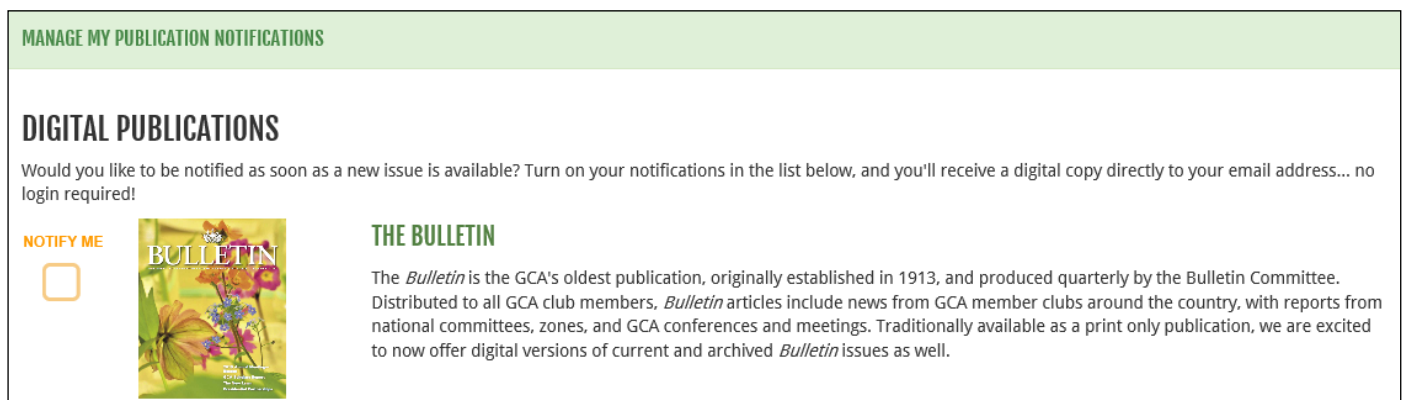 MANAGE MY PUBLICATION NOTIFICATIONS
DIGITAL PUBLICATIONS
Would you like to be notified as soon as a new issue is available? Turn on your notifications in the list below, and you'll receive a digital copy directly to your email address... no
login required!
NOTIFY ME
BULLETIN
THE BULLETIN
The Bulletin is the GCA's oldest publication, originally established in 1913, and produced quarterly by the Bulletin Committee.
Distributed to all GCA club members, Bulletin articles include news from GCA member clubs around the country, with reports from
national committees, zones, and GCA conferences and meetings. Traditionally available as a print only publication, we are excited
to now offer digital versions of current and archived Bulletin issues as well.